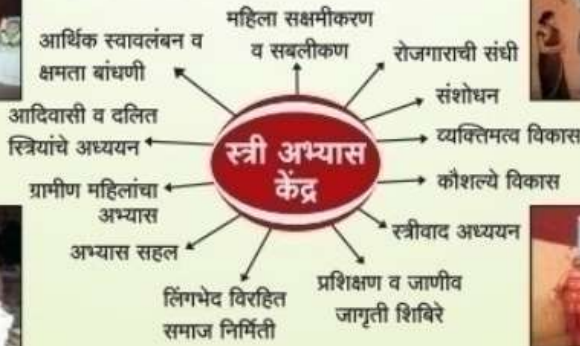 महिला सक्षमीकरण
व सबलीकण
रोजगाराची संधी
संशोधन
व्यक्तिमत्व विकास
कौशल्ये विकास
स्त्रीवाद अध्ययन
प्रशिक्षण व जाणीव
जागृती शिबिरे
लिंगभेद विरहित
समाज निर्मिती
अभ्यास सहल
ग्रामीण महिलांचा
अभ्यास
आदिवासी व दलित
स्त्रियांचे अध्ययन
आर्थिक स्वावलंबन व
क्षमता बांधणी
स्त्री अभ्यास
केंद्र